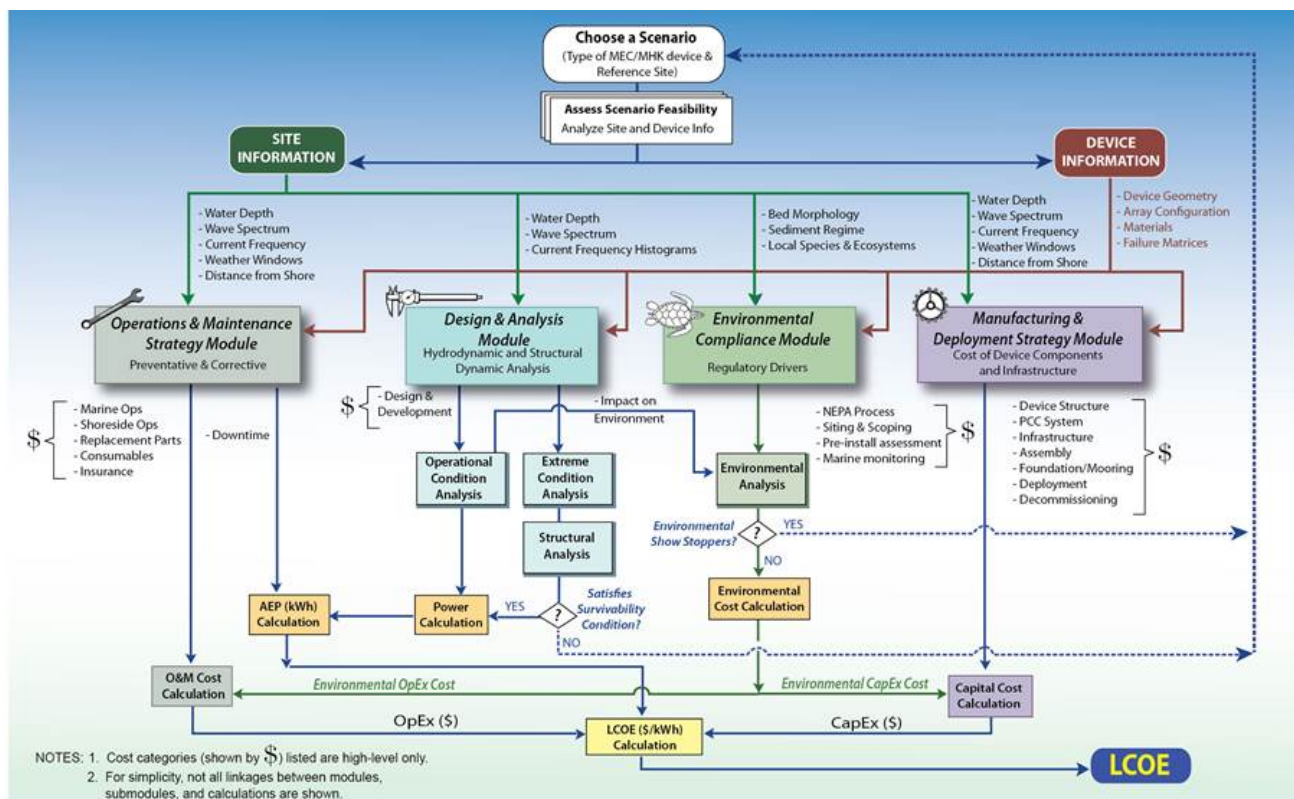 Choose a Scenario
(Type of MEC/MHK device &
Reference Site)
Assess Scenario Feasibility
Analyze Site and Device Info
SITE
INFORMATION
DEVICE
INFORMATION
- Water Depth
- Wave Spectrum
- Current Frequency
- Weather Windows
- Distance from Shore
- Water Depth
- Wave Spectrum
- Current Frequency Histograms
- Bed Morphology
- Sediment Regime
- Local Species & Ecosystems
- Water Depth
- Wave Spectrum
- Current Frequency
- Weather Windows
- Distance from Shore
- Device Geometry
- Array Configuration
- Materials
- Failure Matrices
Operations & Maintenance
Strategy Module
Preventative & Corrective
Design & Analysis
Module
Hydrodynamic and Structural
Dynamic Analysis
Environmental
Compliance Module
Regulatory Drivers
Manufacturing &
Deployment Strategy Module
Cost of Device Components
and Infrastructure
$
- Marine Ops
- Shoreside Ops
- Replacement Parts
- Consumables
- Insurance
- Downtime
$
- Design &
Development
- Impact on
Environment
- NEPA Process
- Siting & Scoping
- Pre-install assessment
- Marine monitoring
$
- Device Structure
- PCC System
- Infrastructure
- Assembly
- Foundation/Mooring
- Deployment
- Decommissioning
$
Operational
Condition
Analysis
Extreme
Condition
Analysis
Environmental
Analysis
Structural
Analysis
Environmental
Show Stoppers?
?
YES
NO
AEP (kWh)
Calculation
Power
Calculation
YES
?
Satisfies
Survivability
Condition?
NO
Environmental
Cost Calculation
O&M Cost
Calculation
Environmental OpEx Cost
Environmental CapEx Cost
Capital Cost
Calculation
OpEx ($)
LCOE ($/kWh)
Calculation
CapEx ($)
LCOE
NOTES: 1. Cost categories (shown by $) listed are high-level only.
2. For simplicity, not all linkages between modules,
submodules, and calculations are shown.